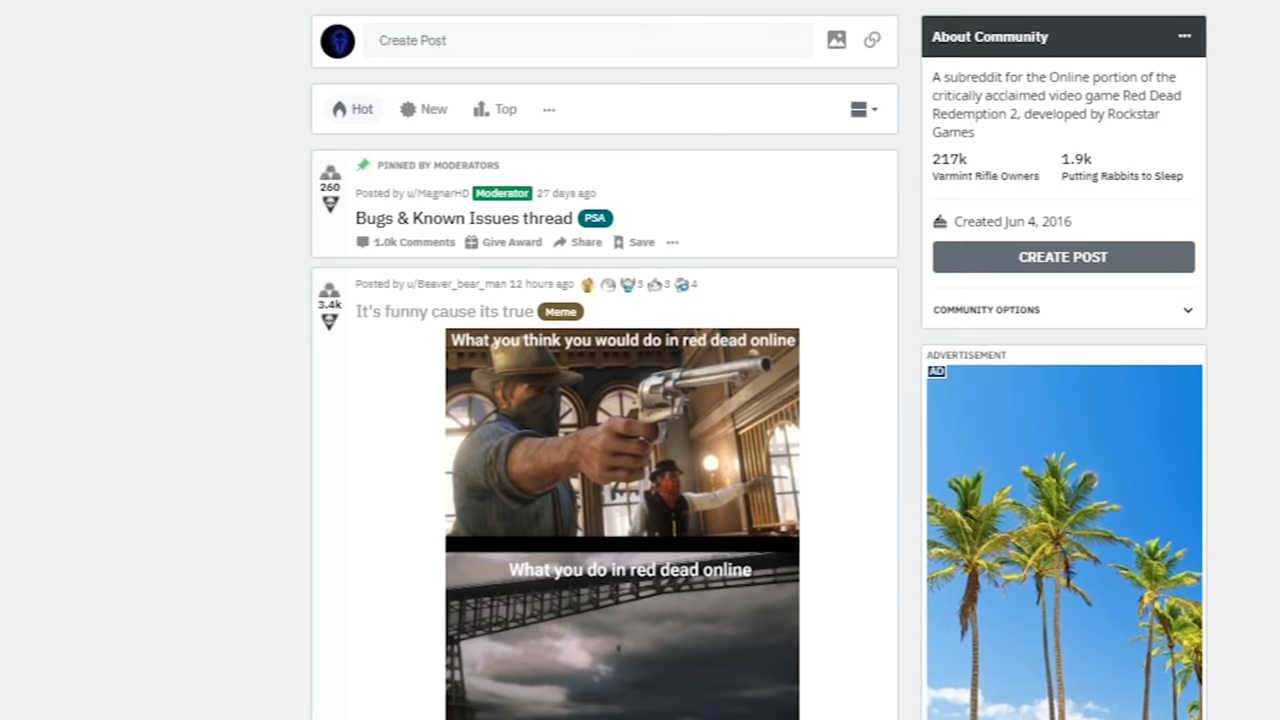 Create Post
Hot New Top ...
PINNED BY MODERATORS
260
Posted by u/MagnarHD Moderator 27 days ago
Bugs & Known Issues thread PSA
1.0k Comments Give Award Share Save ...
Posted by u/Beaver_bear_man 12 hours ago 3 3 4
3.4k
It's funny cause its true Meme
What you think you would do in red dead online
What you do in red dead online
About Community ...
A subreddit for the Online portion of the
critically acclaimed video game Red Dead
Redemption 2, developed by Rockstar
Games
217k 1.9k
Varmint Rifle Owners Putting Rabbits to Sleep
Created Jun 4, 2016
CREATE POST
COMMUNITY OPTIONS
ADVERTISEMENT
AD